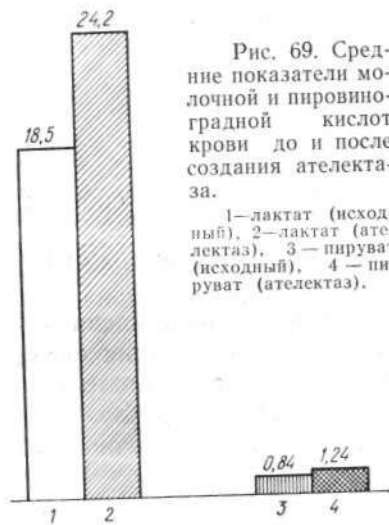 24,2
18,5
Рис. 69. Сред-
ние показатели мо-
лочной и пировино-
градной кислот
крови до и после
создания ателекта-
за.
1—лактат (исход
ный), 2—лактат (ате
лектаз), 3 — пируват
(исходный), 4 — пи
руват (ателектаз).
0,84 1,24
1 2 3 4